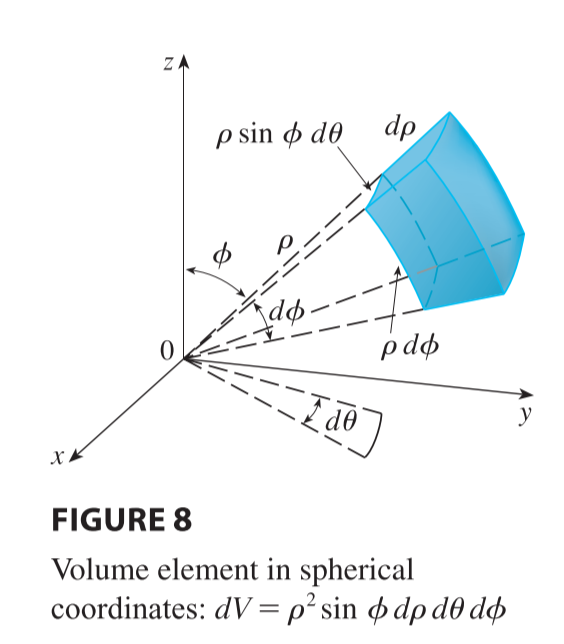 z
ρ sin ϕ dθ
dρ
ϕ
ρ
dϕ
0
ρ dϕ
dθ
y
x
FIGURE 8
Volume element in spherical
coordinates: dV = ρ² sin ϕ dρ dθ dϕ